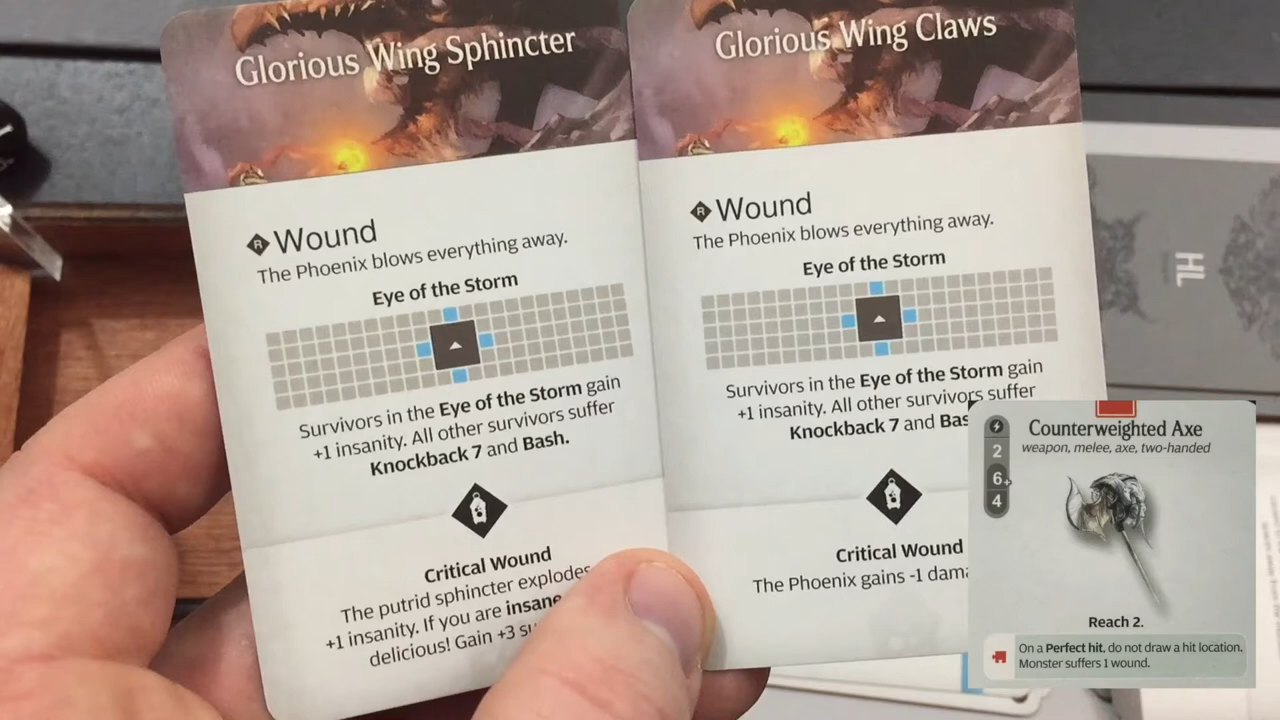 Glorious Wing Sphincter
R Wound
The Phoenix blows everything away.
Eye of the Storm
Survivors in the Eye of the Storm gain
+1 insanity. All other survivors suffer
Knockback 7 and Bash.
Critical Wound
The putrid sphincter explodes
+1 insanity. If you are insane
delicious! Gain +3
Glorious Wing Claws
R Wound
The Phoenix blows everything away.
Eye of the Storm
Survivors in the Eye of the Storm gain
+1 insanity. All other survivors suffer
Knockback 7 and Bas
Critical Wound
The Phoenix gains -1 dama
HL
Counterweighted Axe
weapon, melee, axe, two-handed
2
6+
4
Reach 2.
On a Perfect hit, do not draw a hit location.
Monster suffers 1 wound.